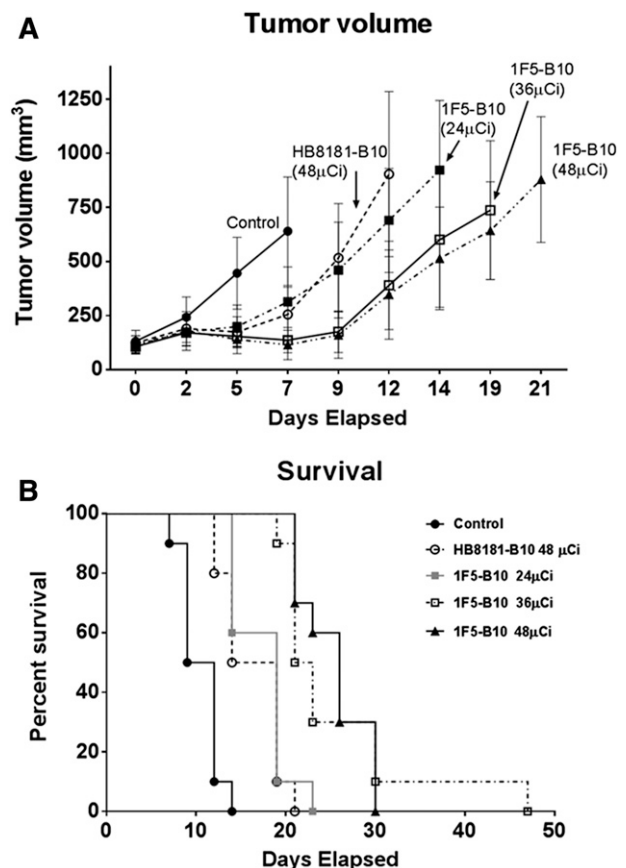 A
Tumor volume
Tumor volume (mm³)
1250
1000
750
500
250
0
Control
HB8181-B10
(48μCi)
1F5-B10
(24μCi)
1F5-B10
(36μCi)
1F5-B10
(48μCi)
0 2 5 7 9 12 14 19 21
Days Elapsed
B
Survival
Percent survival
100
80
60
40
20
0
Control
HB8181-B10 48 μCi
1F5-B10 24μCi
1F5-B10 36μCi
1F5-B10 48μCi
0 10 20 30 40 50
Days Elapsed